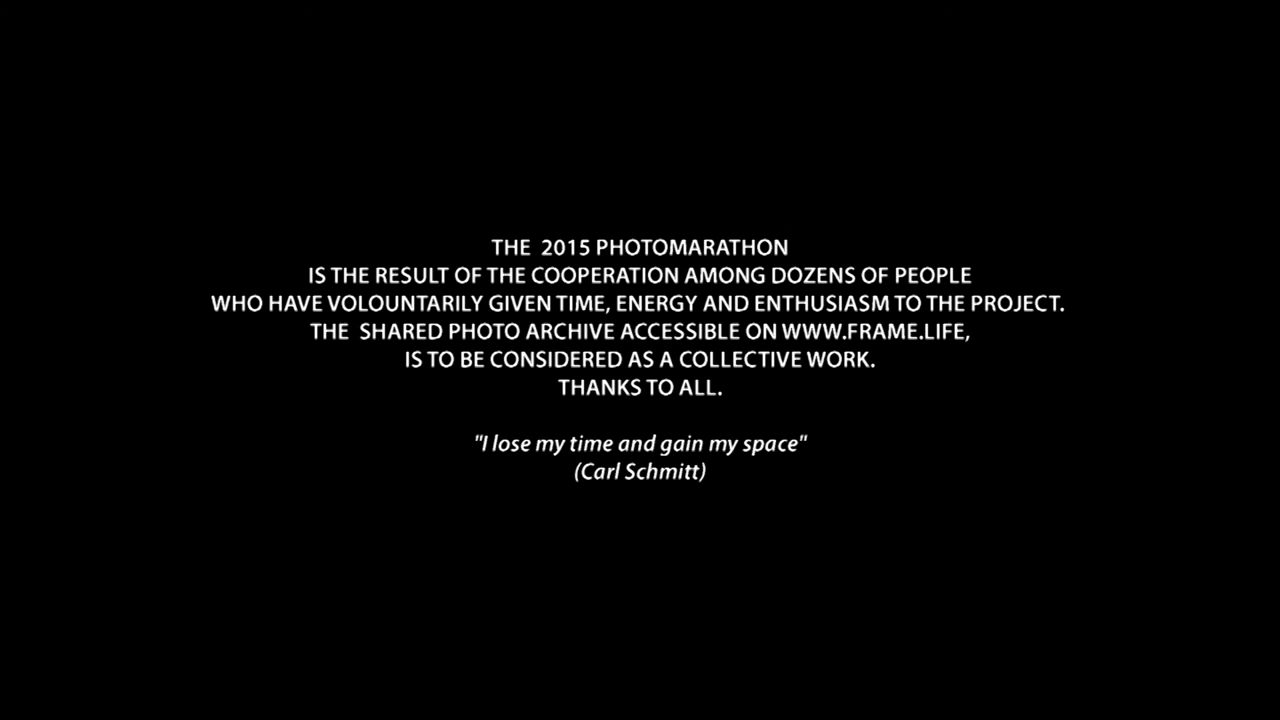 THE  2015 PHOTOMARATHON
IS THE RESULT OF THE COOPERATION AMONG DOZENS OF PEOPLE
WHO HAVE VOLOUNTARILY GIVEN TIME, ENERGY AND ENTHUSIASM TO THE PROJECT.
THE  SHARED PHOTO ARCHIVE ACCESSIBLE ON WWW.FRAME.LIFE,
IS TO BE CONSIDERED AS A COLLECTIVE WORK.
THANKS TO ALL.
"I lose my time and gain my space"
(Carl Schmitt)